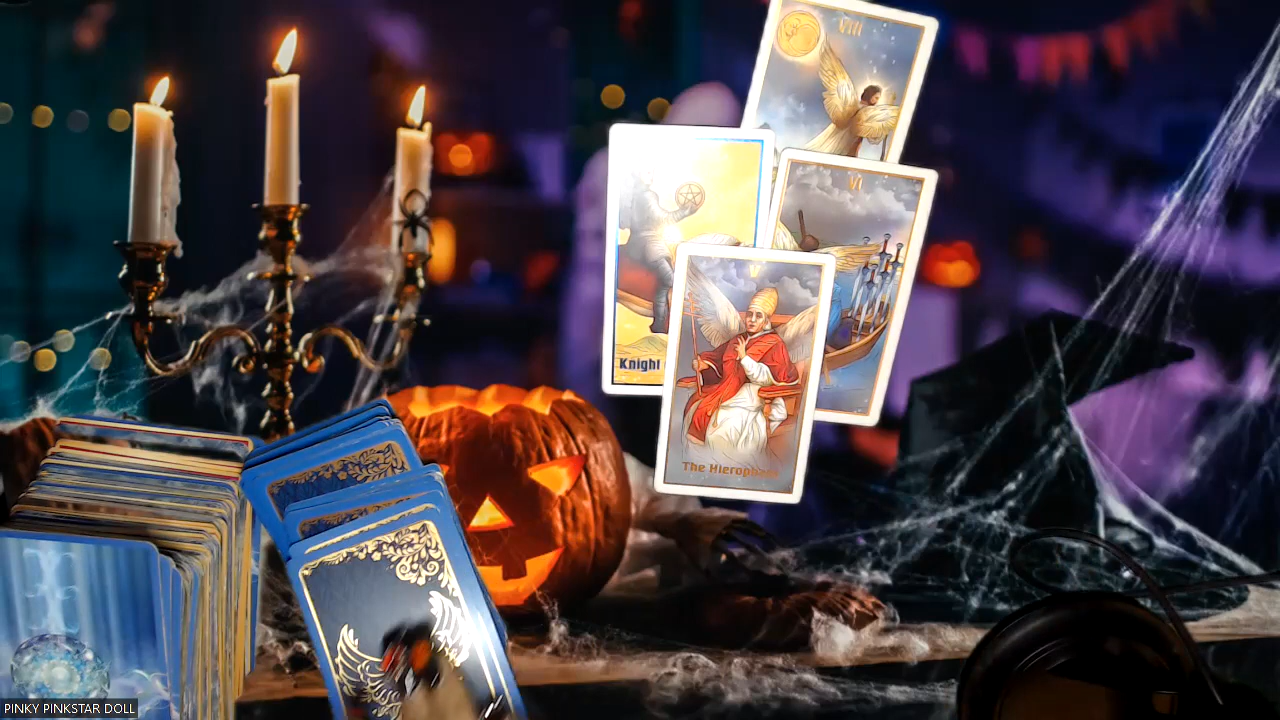 VIII
VI
V
Knight
The Hierophant
PINKY PINKSTAR DOLL